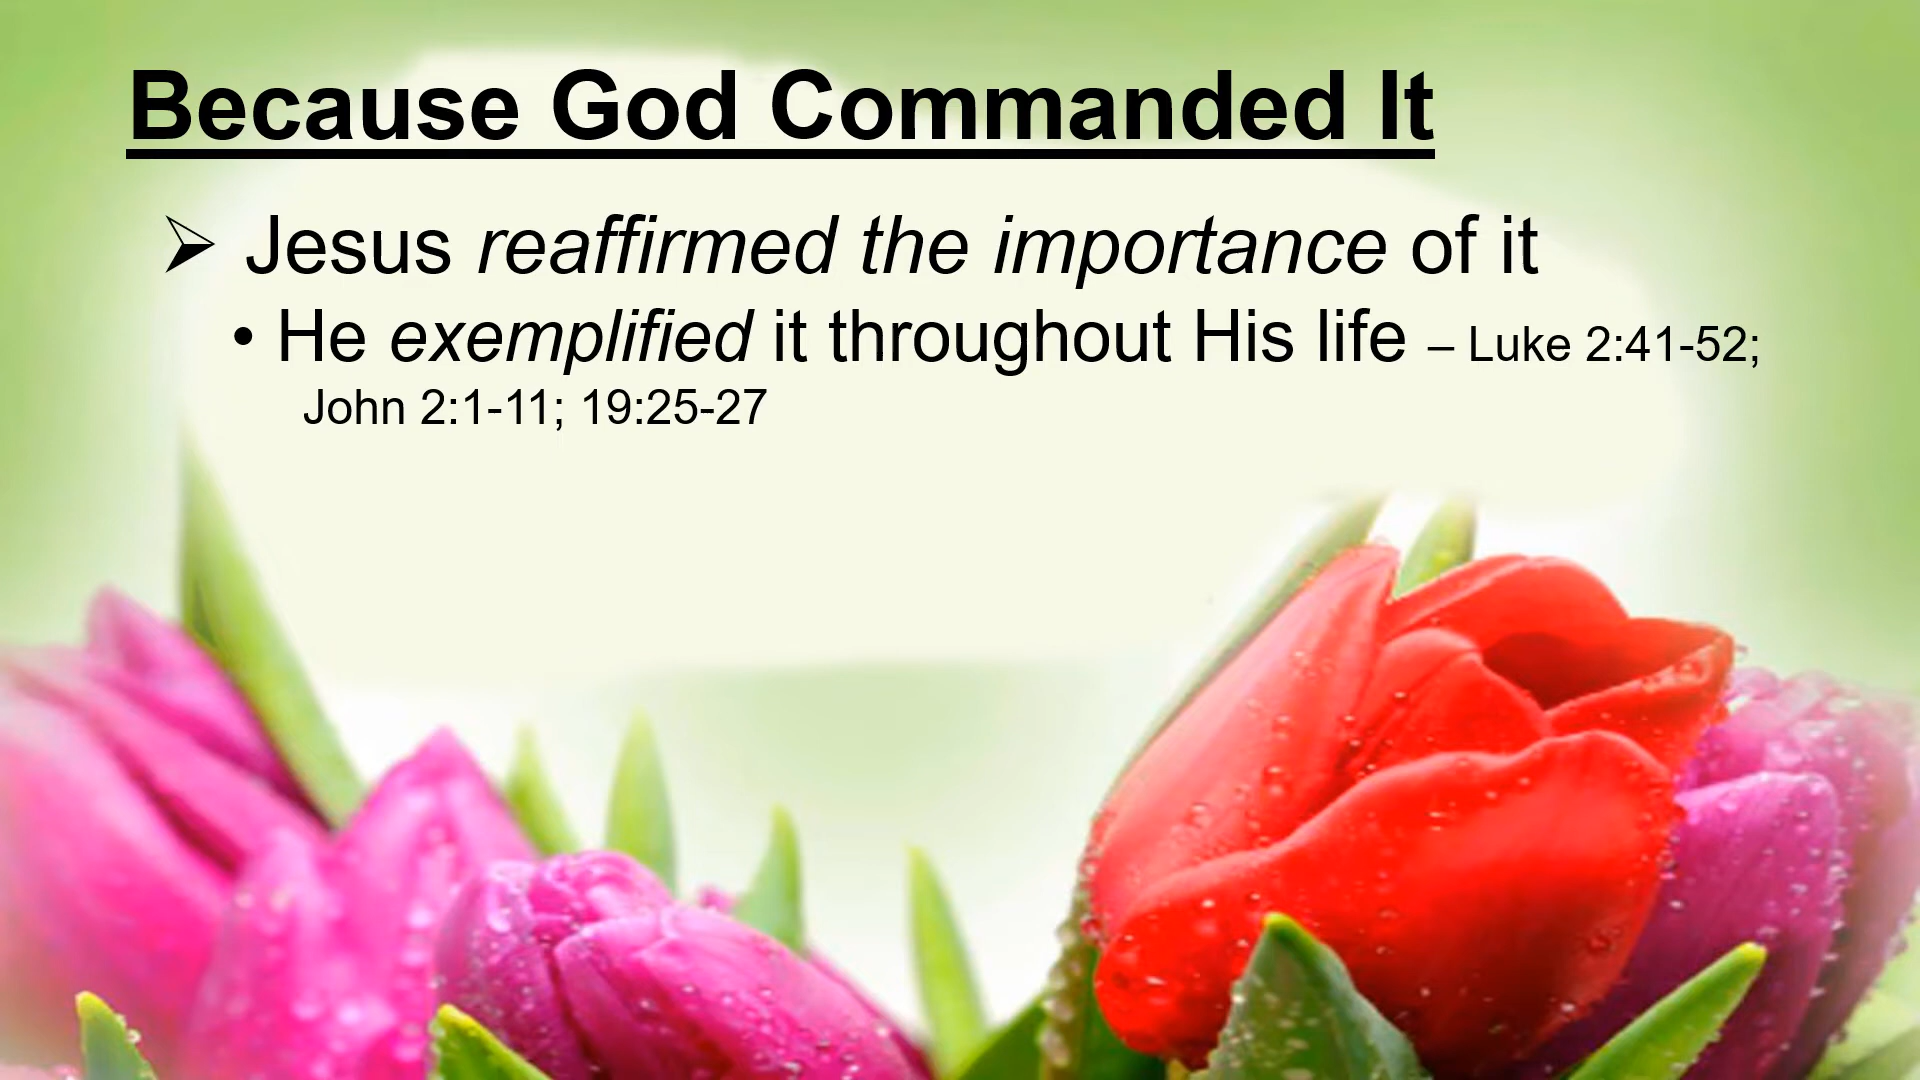 Because God Commanded It
➢ Jesus reaffirmed the importance of it
• He exemplified it throughout His life – Luke 2:41-52;
John 2:1-11; 19:25-27